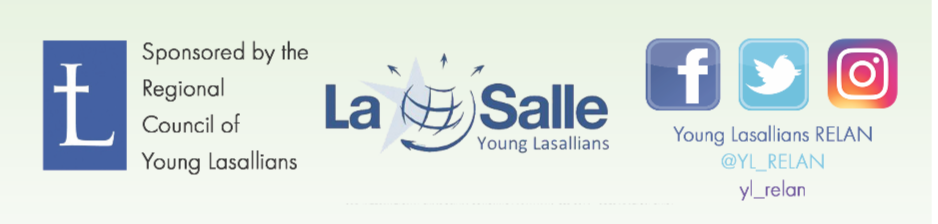 Sponsored by the
Regional
Council of
Young Lasallians
La Salle
Young Lasallians
Young Lasallians RELAN
@YL_RELAN
yl_relan